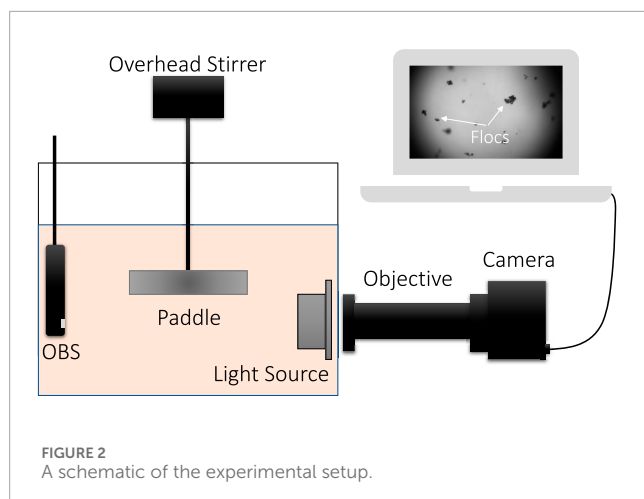 Overhead Stirrer
Flocs
Objective
Camera
Paddle
OBS
Light Source
FIGURE 2
A schematic of the experimental setup.